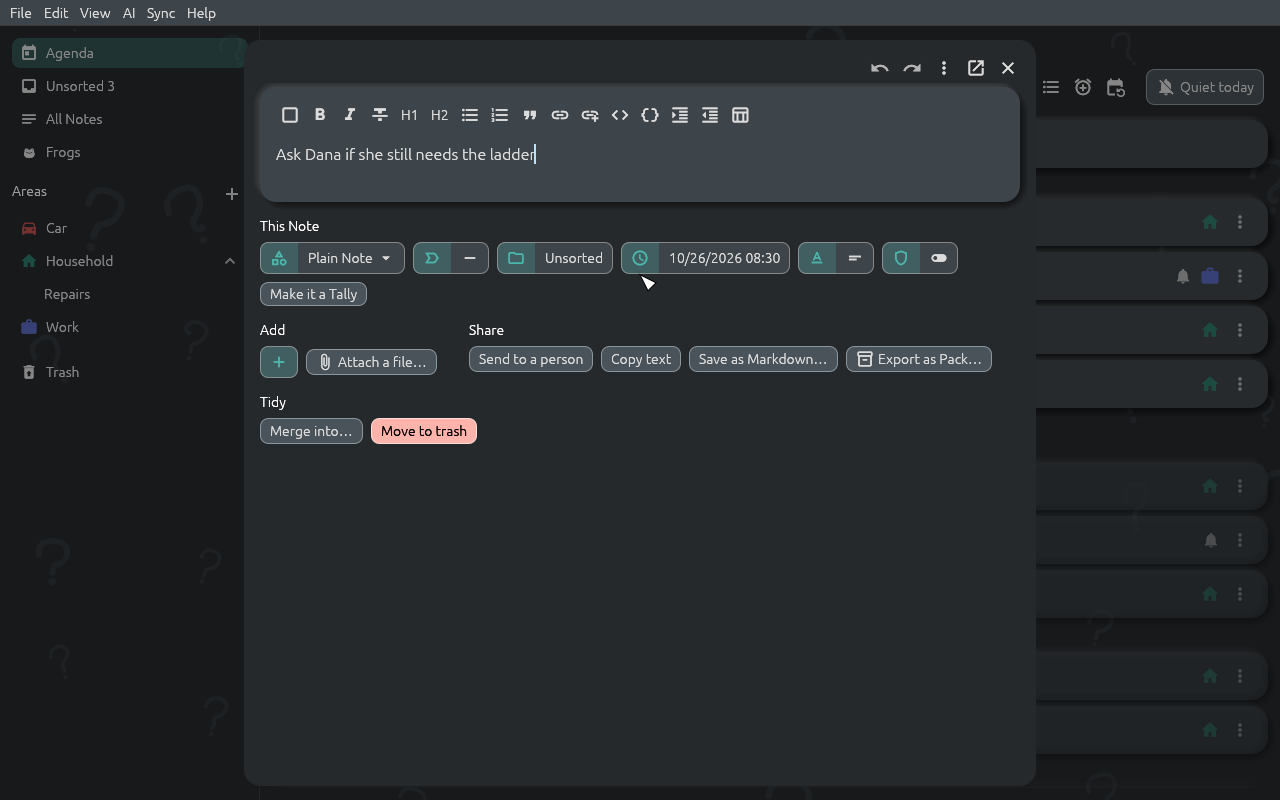 File Edit View AI Sync Help
Agenda
Unsorted 3
All Notes
Frogs
Areas
Car
Household
Repairs
Work
Trash
Quiet today
B I H1 H2
Ask Dana if she still needs the ladder
This Note
Plain Note
Unsorted
10/26/2026 08:30
Make it a Tally
Add
Attach a file…
Share
Send to a person
Copy text
Save as Markdown…
Export as Pack…
Tidy
Merge into…
Move to trash